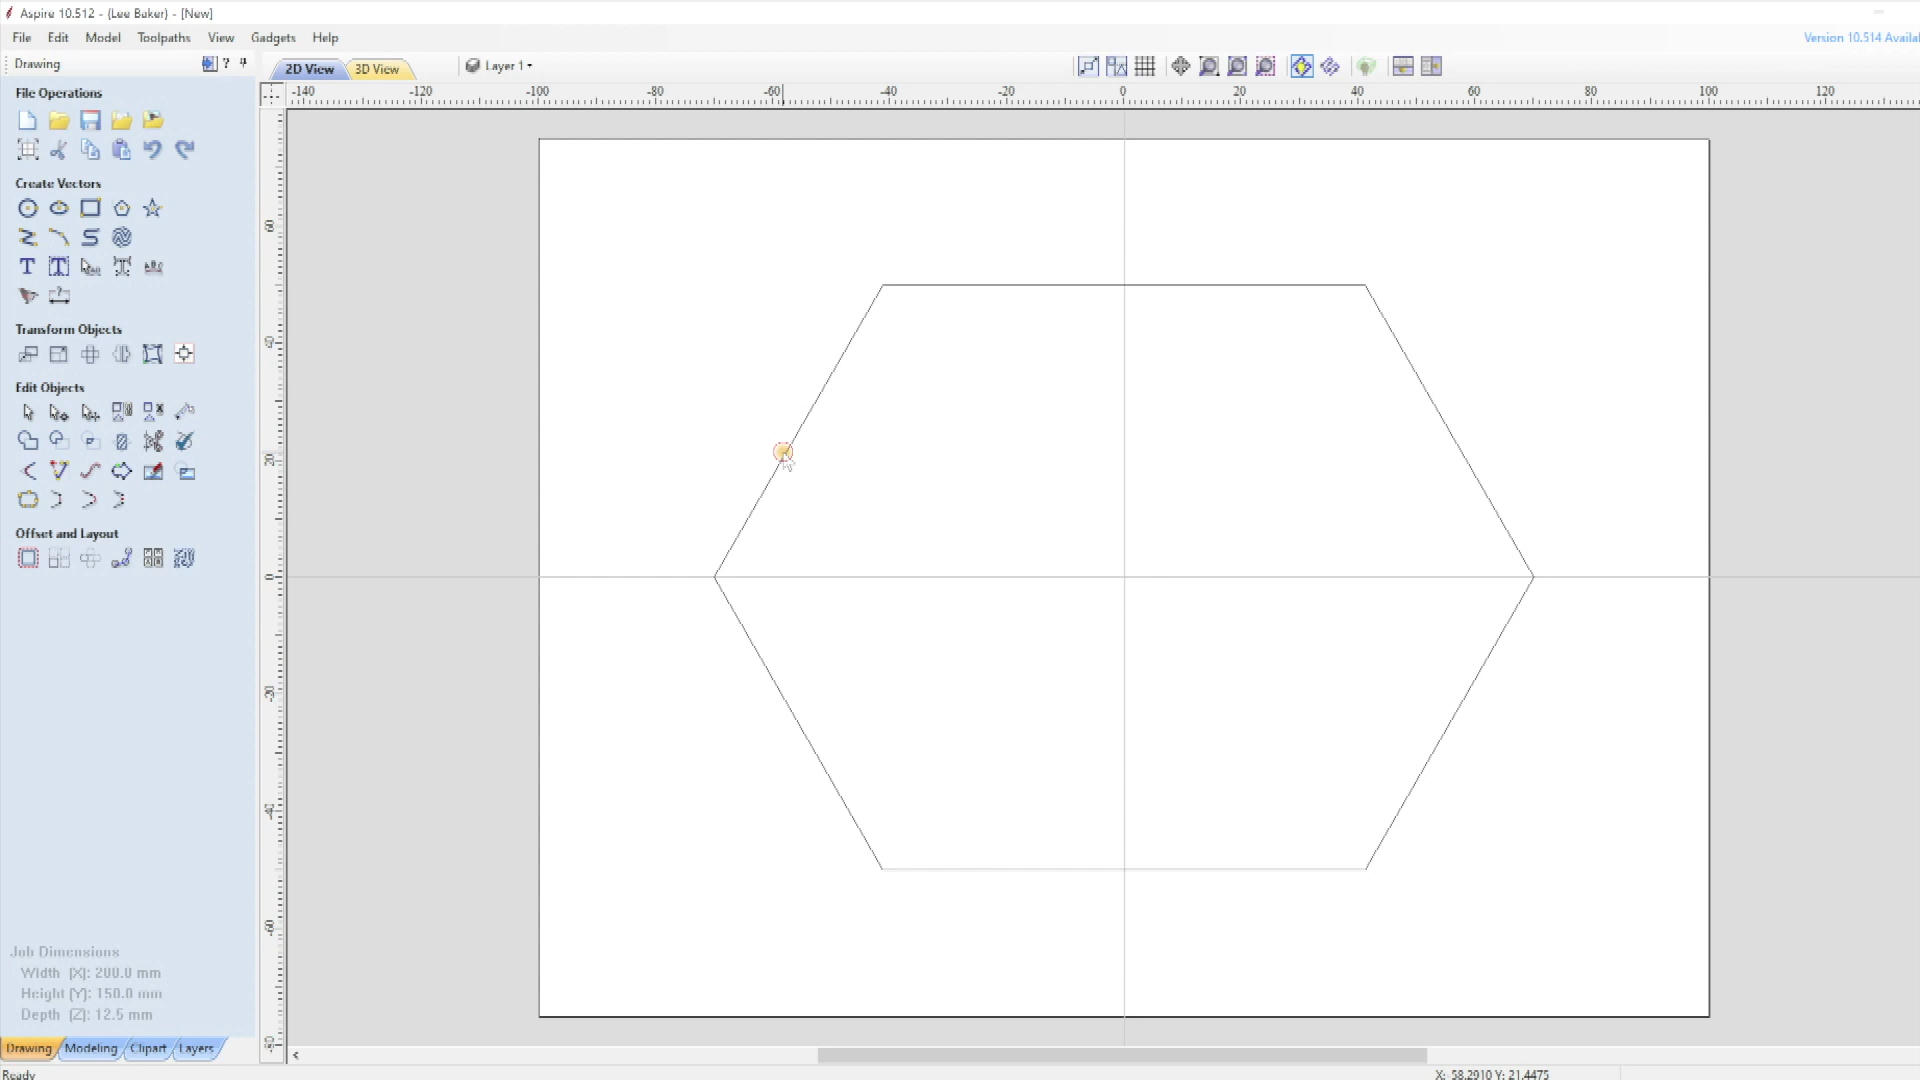 Aspire 10.512 - (Lee Baker) - [New]
File Edit Model Toolpaths View Gadgets Help
Version 10.514 Availa
Drawing
2D View 3D View Layer 1
-140 -120 -100 -80 -60 -40 -20 0 20 40 60 80 100 120
File Operations
Create Vectors
Transform Objects
Edit Objects
Offset and Layout
Job Dimensions
Width [X]: 200.0 mm
Height [Y]: 150.0 mm
Depth [Z]: 12.5 mm
Drawing Modeling Clipart Layers
Ready
X: -58.2910 Y: 21.4475